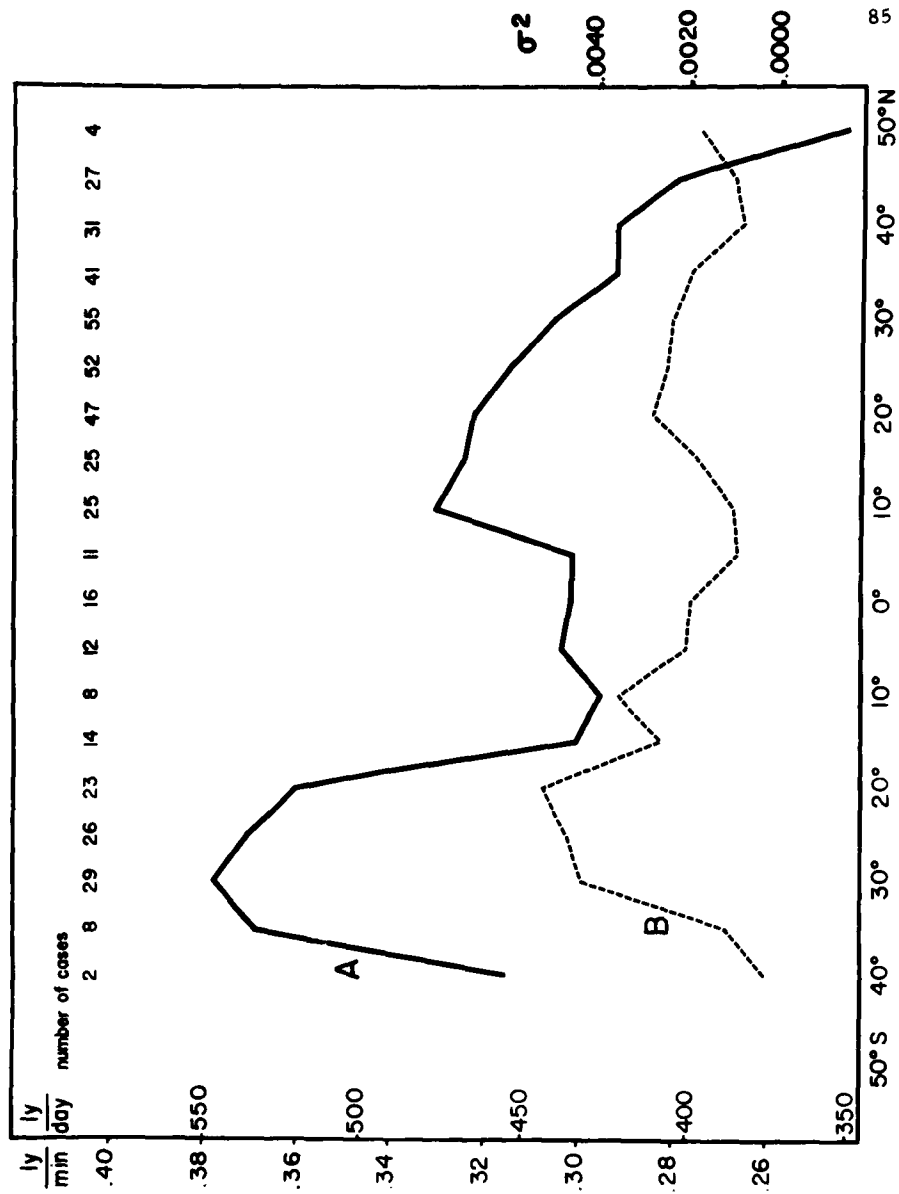 ly
min
ly
day
number of cases
2 8 29 26 23 14 8 12 16 11 25 25 47 52 55 41 31 27 4
.40
.38
.36
.34
.32
.30
.28
.26
550
500
450
400
350
A
B
σ2
.0040
.0020
.0000
50°S 40° 30° 20° 10° 0° 10° 20° 30° 40° 50°N
85